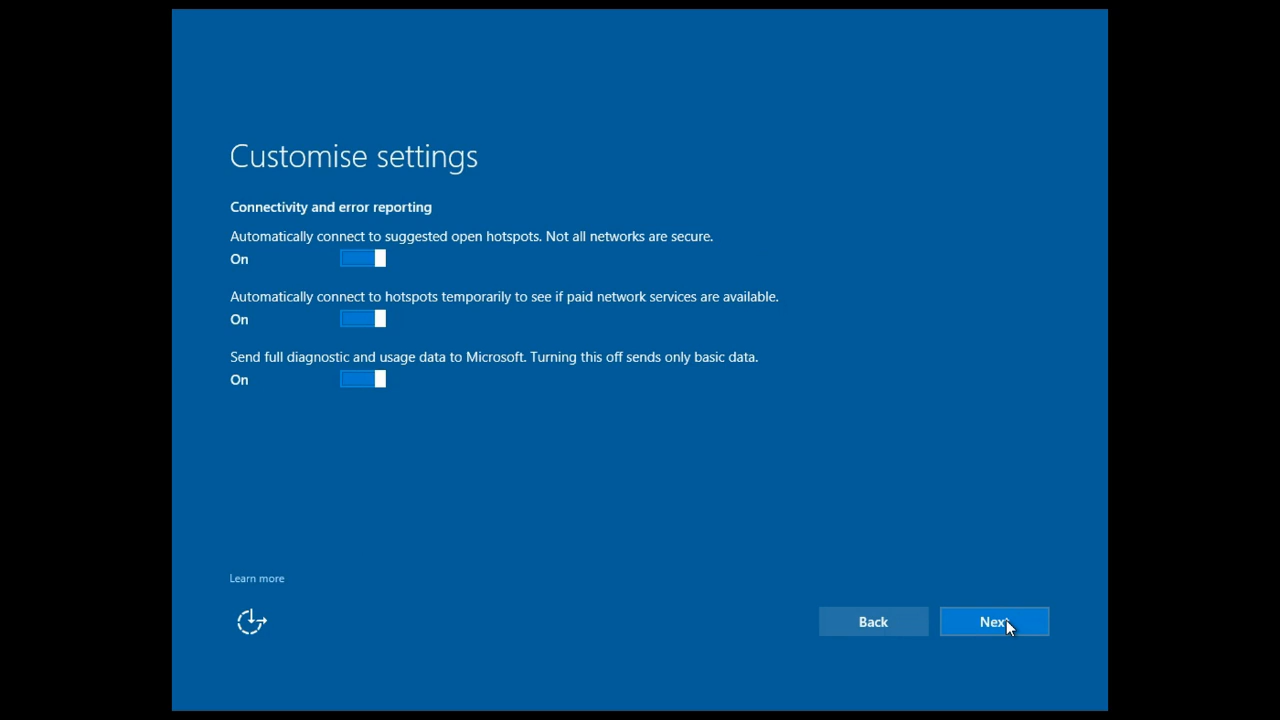 Customise settings
Connectivity and error reporting
Automatically connect to suggested open hotspots. Not all networks are secure.
On
Automatically connect to hotspots temporarily to see if paid network services are available.
On
Send full diagnostic and usage data to Microsoft. Turning this off sends only basic data.
On
Learn more
Back
Next